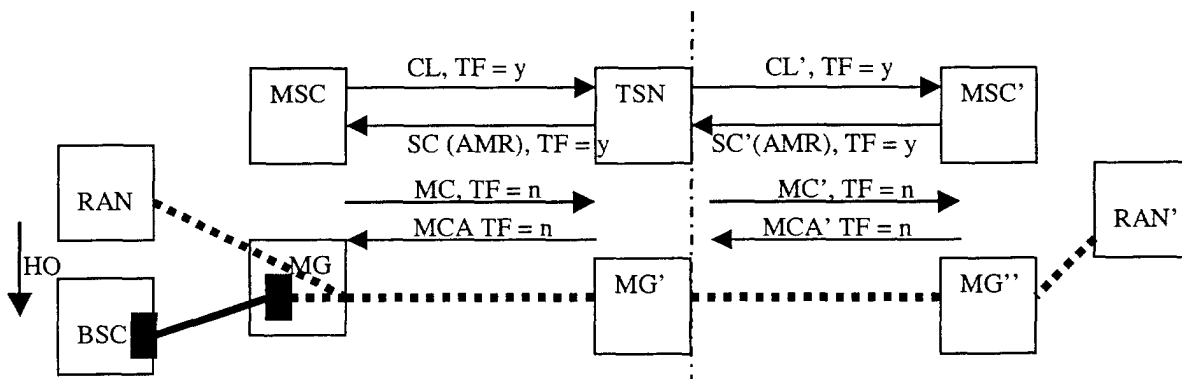 CL, TF = y
CL', TF = y
MSC
TSN
MSC'
SC (AMR), TF = y
SC'(AMR), TF = y
RAN
MC, TF = n
MC', TF = n
RAN'
MCA TF = n
MCA' TF = n
HO
MG
MG'
MG''
BSC